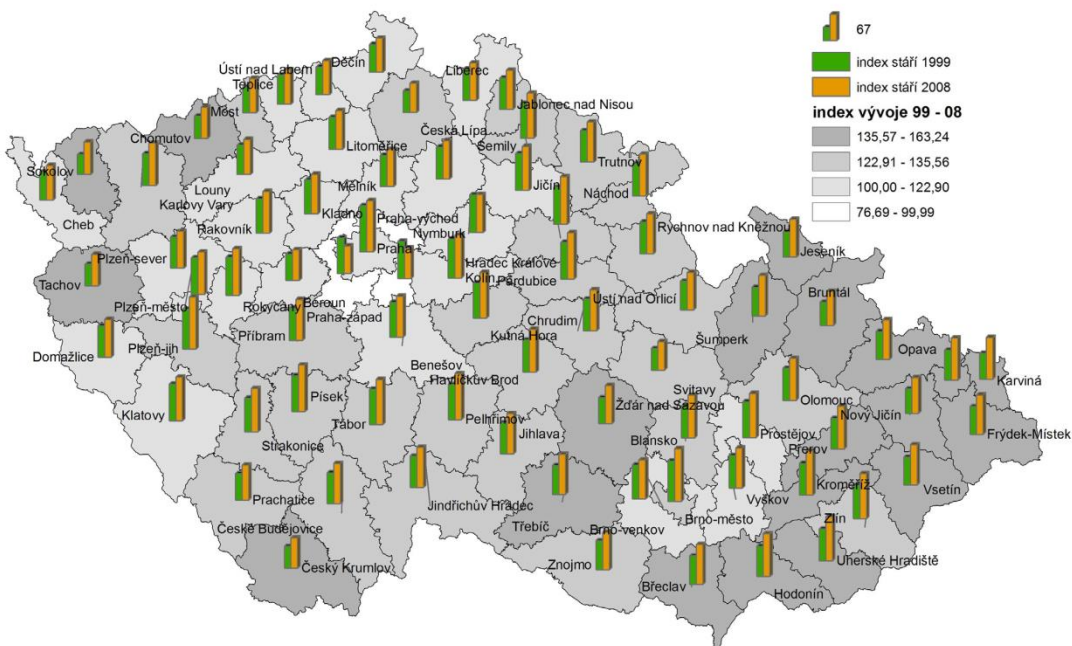 67
index stáří 1999
index stáří 2008
index vývoje 99 - 08
135,57 - 163,24
122,91 - 135,56
100,00 - 122,90
76,69 - 99,99
Děčín
Ústí nad Labem
Liberec
Teplice
Jablonec nad Nisou
Most
Česká Lípa
Chomutov
Litoměřice
Semily
Trutnov
Sokolov
Mělník
Jičín
Louny
Náchod
Karlovy Vary
Kladno
Praha-východ
Cheb
Rakovník
Nymburk
Rychnov nad Kněžnou
Praha
Plzeň-sever
Hradec Králové
Jeseník
Kolín
Pardubice
Tachov
Bruntál
Beroun
Ústí nad Orlicí
Plzeň-město
Rokycany
Praha-západ
Chrudim
Příbram
Kutná Hora
Šumperk
Plzeň-jih
Opava
Domažlice
Benešov
Karviná
Havlíčkův Brod
Svitavy
Písek
Olomouc
Pelhřimov
Žďár nad Sázavou
Nový Jičín
Klatovy
Tábor
Frýdek-Místek
Jihlava
Prostějov
Strakonice
Blansko
Přerov
Kroměříž
Vsetín
Prachatice
Vyškov
Jindřichův Hradec
Třebíč
Brno-město
Zlín
České Budějovice
Brno-venkov
Uherské Hradiště
Český Krumlov
Znojmo
Břeclav
Hodonín